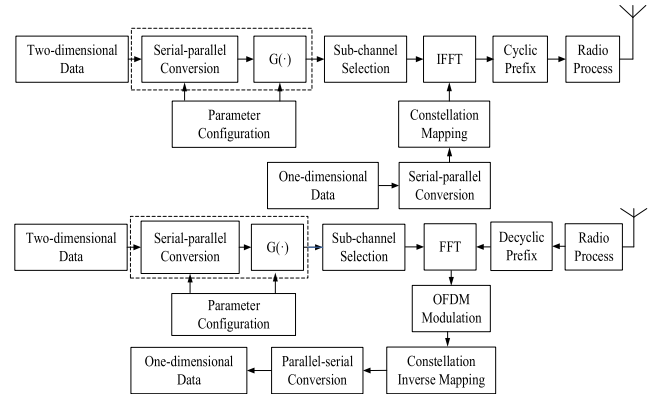 Two-dimensional
Data
Serial-parallel
Conversion
G(·)
Sub-channel
Selection
IFFT
Cyclic
Prefix
Radio
Process
Parameter
Configuration
Constellation
Mapping
One-dimensional
Data
Serial-parallel
Conversion
Two-dimensional
Data
Serial-parallel
Conversion
G(·)
Sub-channel
Selection
FFT
Decyclic
Prefix
Radio
Process
Parameter
Configuration
OFDM
Modulation
One-dimensional
Data
Parallel-serial
Conversion
Constellation
Inverse Mapping